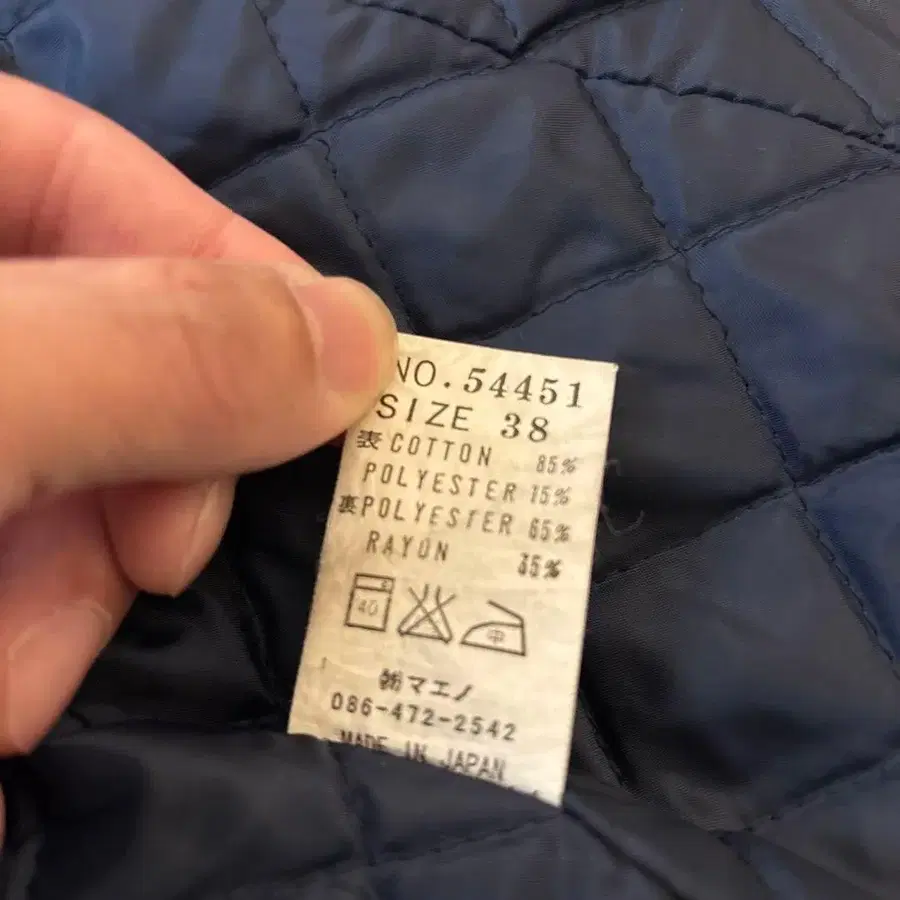 NO. 54451
SIZE 38
表 COTTON 85%
POLYESTER 15%
裏 POLYESTER 65%
RAYON 35%
40 中
㈱マエノ
086-472-2542
MADE IN JAPAN